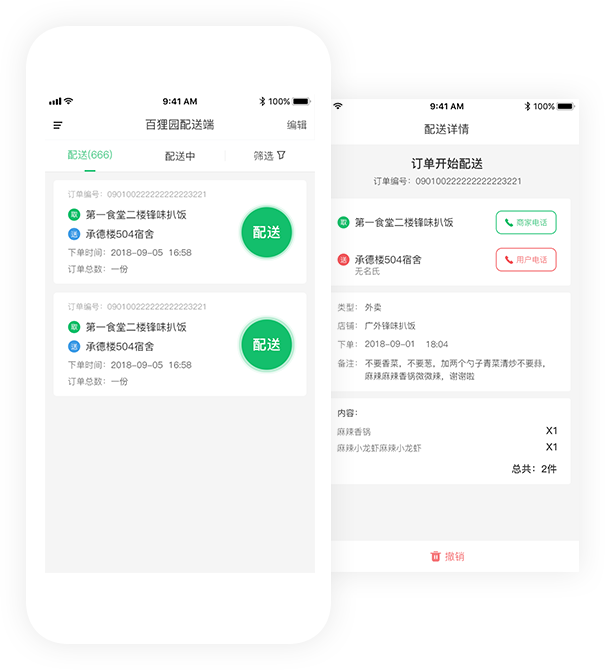 9:41 AM
100%
百狸园配送端
编辑
配送(666)
配送中
筛选
订单编号：090100222222222223221
取 第一食堂二楼锋味扒饭
送 承德楼504宿舍
下单时间：2018-09-05 16:58
订单总数：一份
配送
订单编号：090100222222222223221
取 第一食堂二楼锋味扒饭
送 承德楼504宿舍
下单时间：2018-09-05 16:58
订单总数：一份
配送
9:41 AM
100%
配送详情
订单开始配送
订单编号：090100222222222223221
取 第一食堂二楼锋味扒饭
商家电话
送 承德楼504宿舍
无名氏
用户电话
类型： 外卖
店铺： 广外锋味扒饭
下单： 2018-09-01 18:04
备注： 不要香菜，不要葱，加两个勺子青菜清炒不要蒜，
麻辣麻辣香锅微微辣，谢谢啦
内容：
麻辣香锅 X1
麻辣小龙虾麻辣小龙虾 X1
总共：2件
撤销